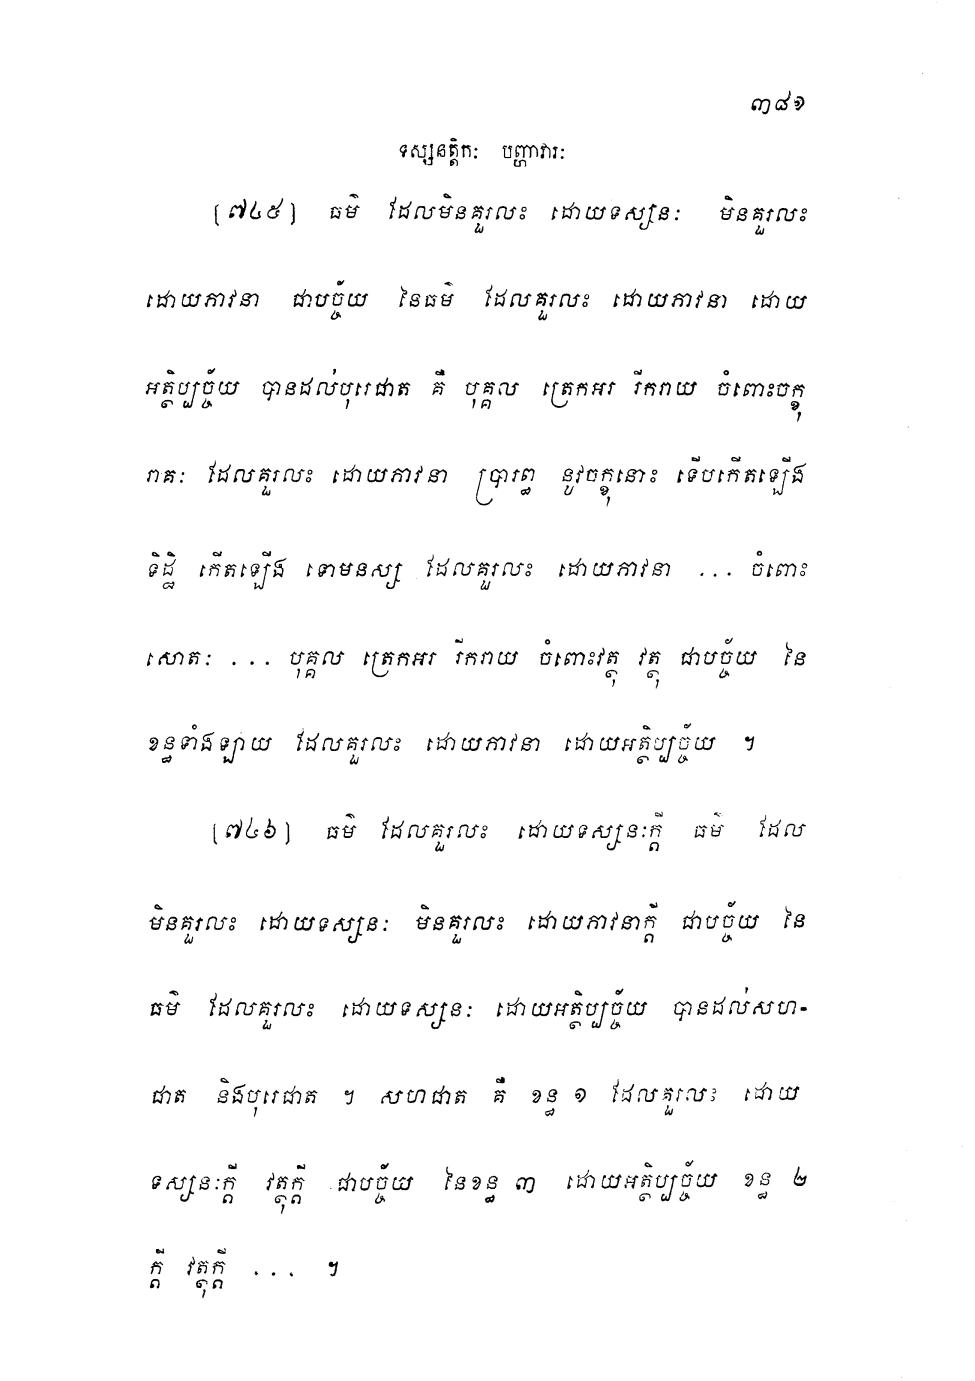 ៣៨១
ទស្សនត្តិកៈ បញ្ហាវារៈ
(៧៤៥) ធម៌ ដែលមិនគួរលះ ដោយទស្សនៈ មិនគួរលះ
ដោយភាវនា ជាបច្ច័យ នៃធម៌ ដែលគួរលះ ដោយភាវនា ដោយ
អត្ថិប្បច្ច័យ បានដល់បុរេជាត គឺ បុគ្គល ត្រេកអរ រីករាយ ចំពោះចក្ខុ
រាគៈ ដែលគួរលះ ដោយភាវនា ប្រារព្ធ នូវចក្ខុនោះ ទើបកើតឡើង
ទិដ្ឋិ កើតឡើង ទោមនស្ស ដែលគួរលះ ដោយភាវនា ... ចំពោះ
សោតៈ ... បុគ្គល ត្រេកអរ រីករាយ ចំពោះវត្ថុ វត្ថុ ជាបច្ច័យ នៃ
ខន្ធទាំងឡាយ ដែលគួរលះ ដោយភាវនា ដោយអត្ថិប្បច្ច័យ ។
(៧៤៦) ធម៌ ដែលគួរលះ ដោយទស្សនៈក្តី ធម៌ ដែល
មិនគួរលះ ដោយទស្សនៈ មិនគួរលះ ដោយភាវនាក្តី ជាបច្ច័យ នៃ
ធម៌ ដែលគួរលះ ដោយទស្សនៈ ដោយអត្ថិប្បច្ច័យ បានដល់សហ-
ជាត និងបុរេជាត ។ សហជាត គឺ ខន្ធ ១ ដែលគួរលះ ដោយ
ទស្សនៈក្តី វត្ថុក្តី ជាបច្ច័យ នៃខន្ធ ៣ ដោយអត្ថិប្បច្ច័យ ខន្ធ ២
ក្តី វត្ថុក្តី ... ។